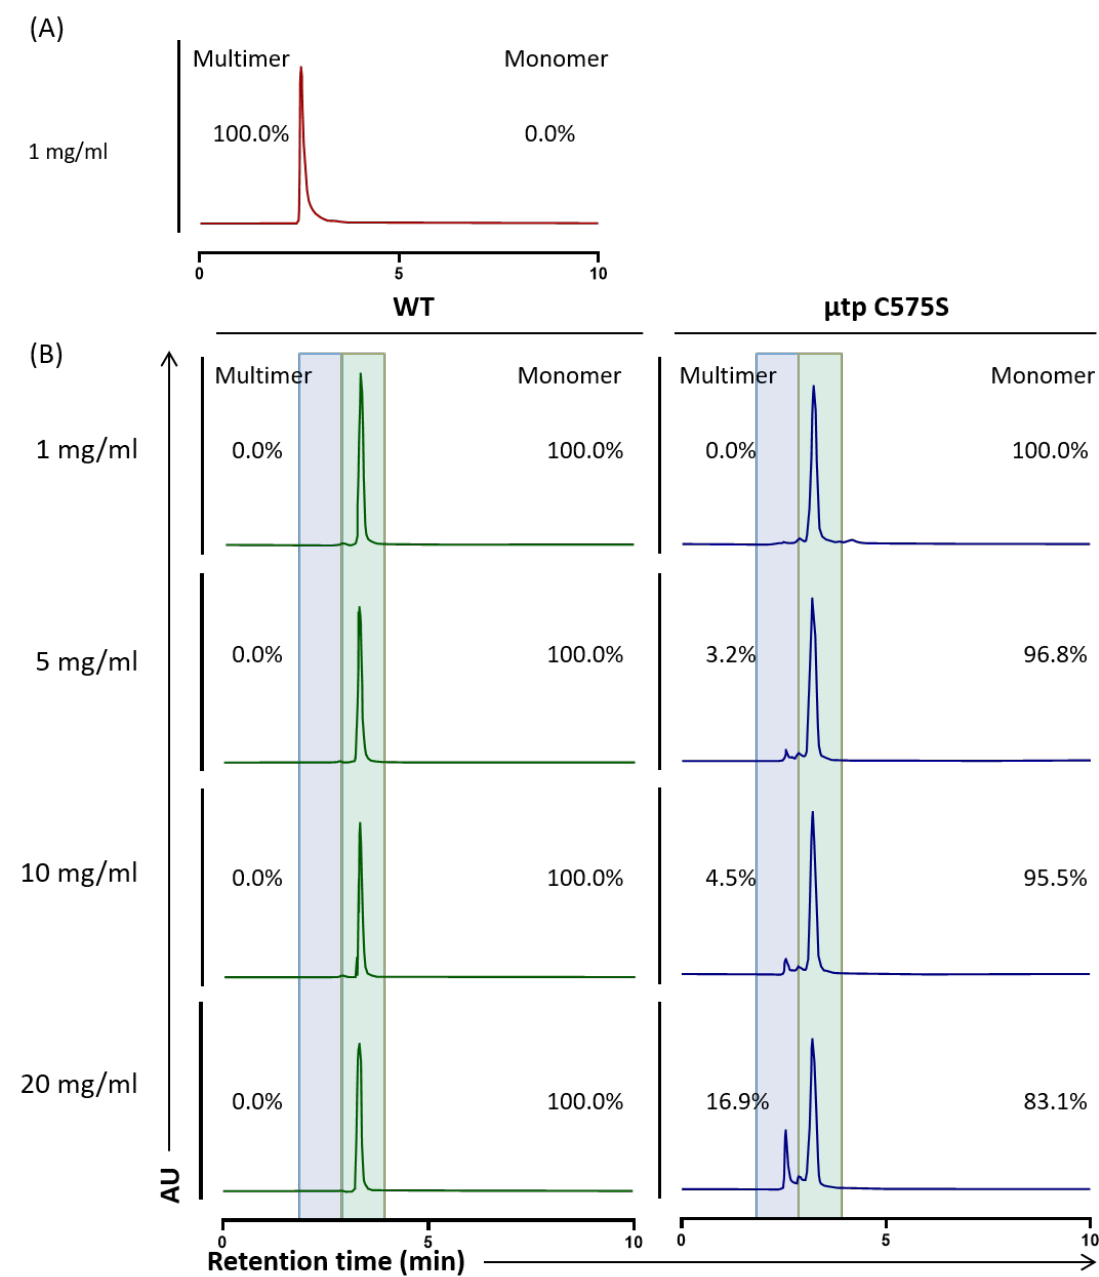 (A)
Multimer Monomer
100.0% 0.0%
1 mg/ml
0 5 10
WT µtp C575S
(B)
Multimer Monomer Multimer Monomer
1 mg/ml 0.0% 100.0% 0.0% 100.0%
5 mg/ml 0.0% 100.0% 3.2% 96.8%
10 mg/ml 0.0% 100.0% 4.5% 95.5%
20 mg/ml 0.0% 100.0% 16.9% 83.1%
AU
0 5 10 0 5 10
Retention time (min)